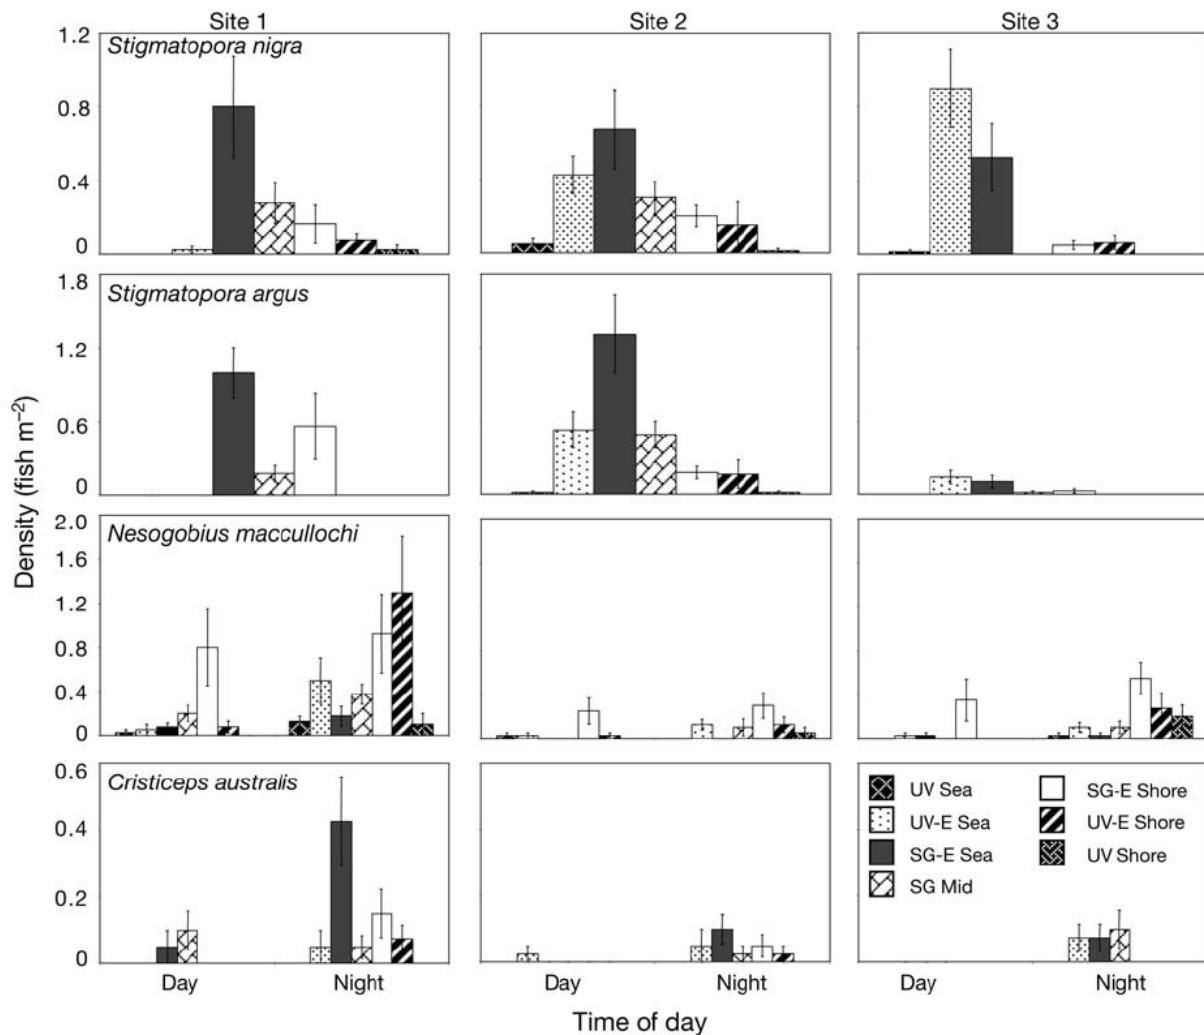 Site 1 Site 2 Site 3
1.2
Stigmatopora nigra
0.8
0.4
0
1.8
Stigmatopora argus
1.2
0.6
0
Density (fish m⁻²)
2.0
Nesogobius maccullochi
1.6
1.2
0.8
0.4
0
0.6
Cristiceps australis
0.4
0.2
0
UV Sea
UV-E Sea
SG-E Sea
SG Mid
SG-E Shore
UV-E Shore
UV Shore
Day Night Day Night Day Night
Time of day